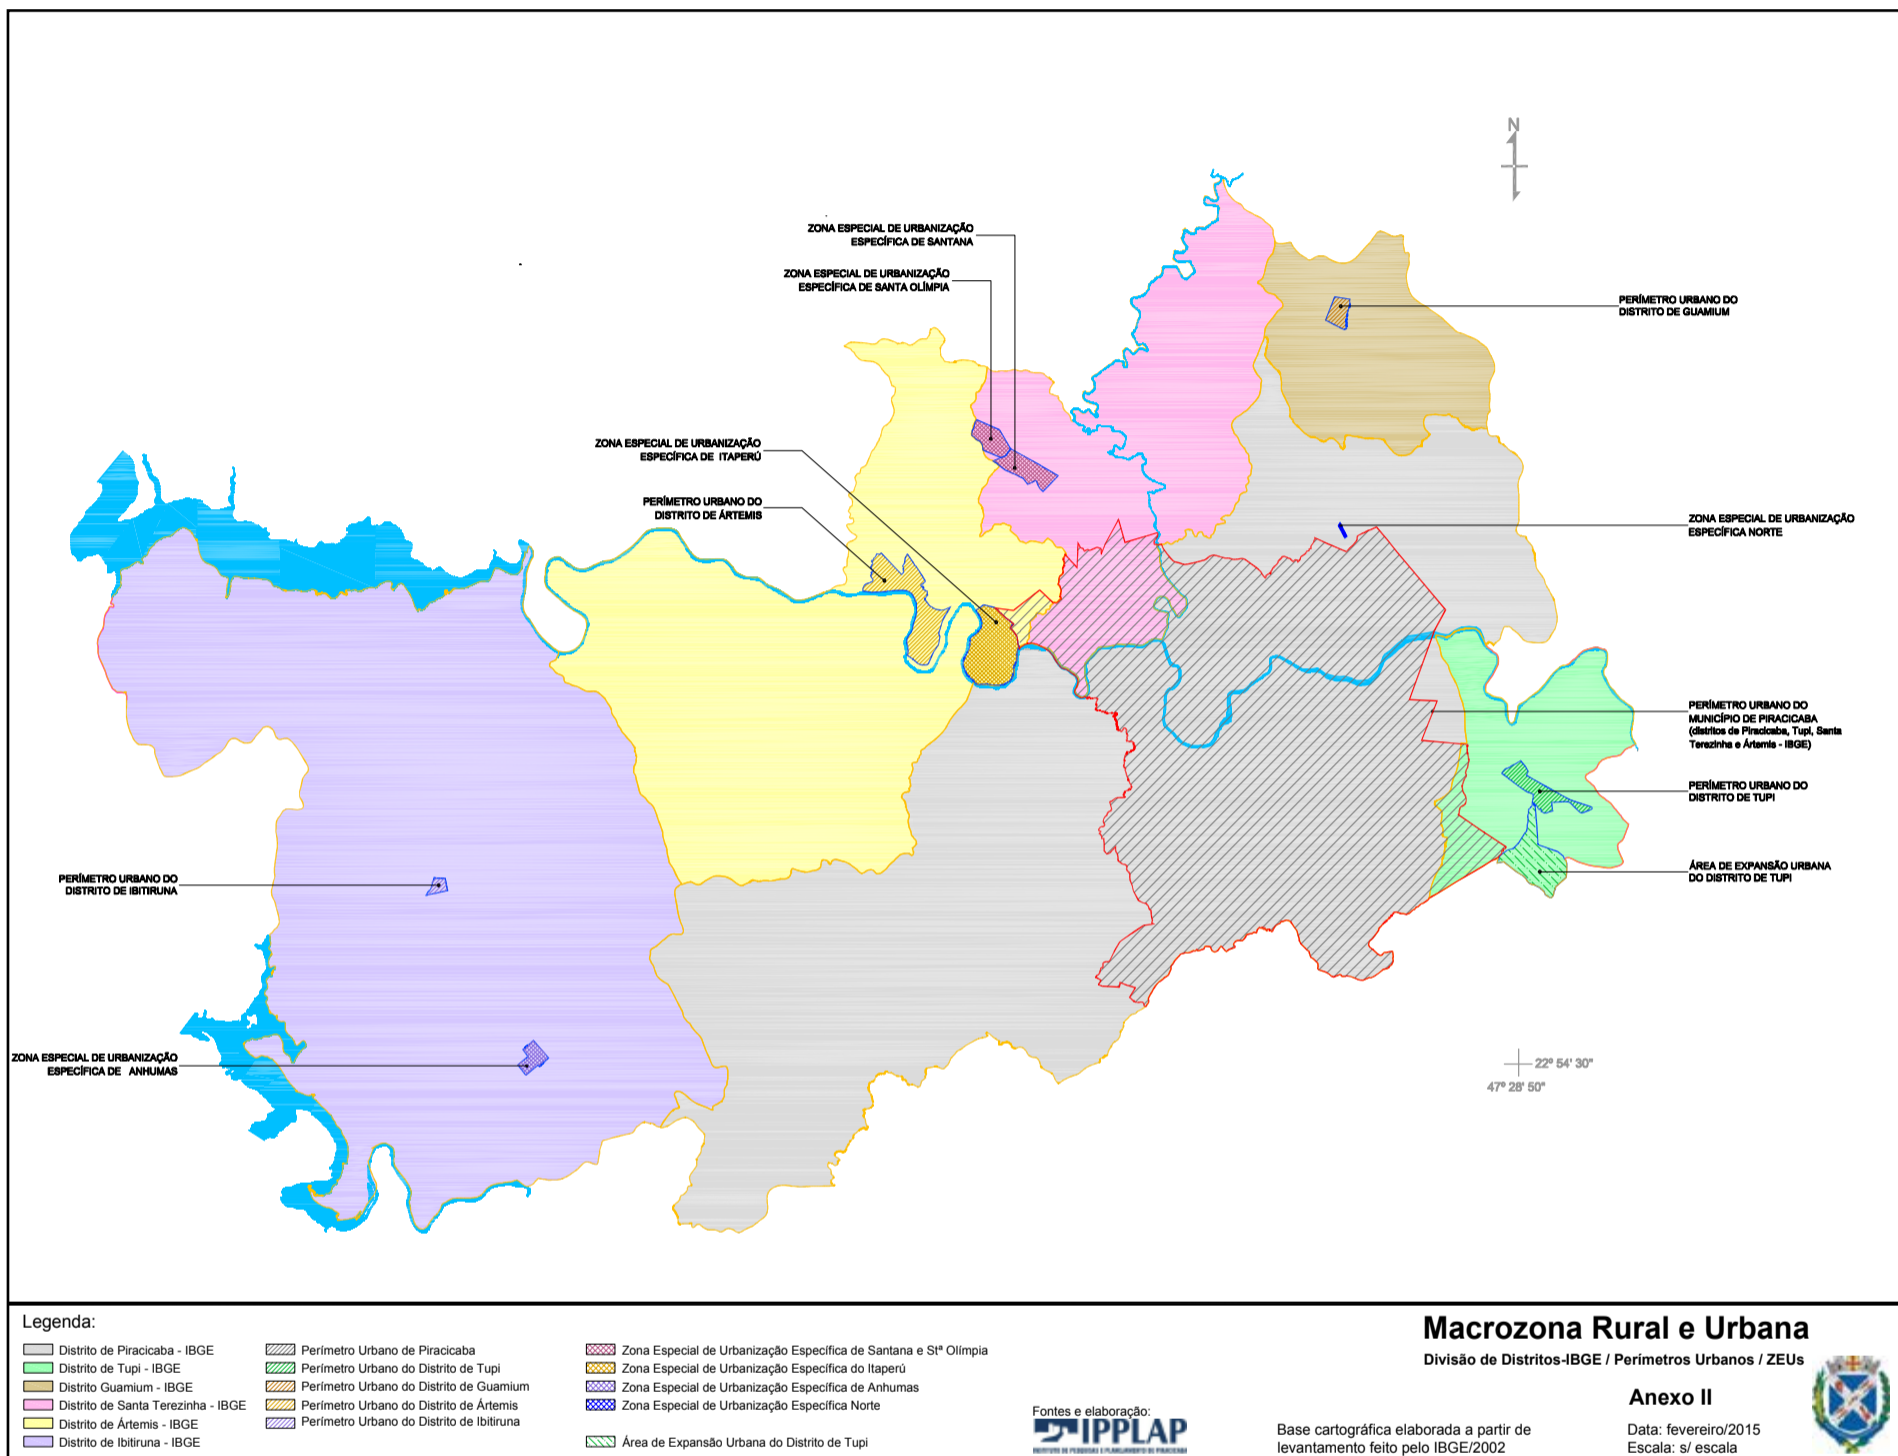 N
ZONA ESPECIAL DE URBANIZAÇÃO
ESPECÍFICA DE SANTANA
ZONA ESPECIAL DE URBANIZAÇÃO
ESPECÍFICA DE SANTA OLÍMPIA
PERÍMETRO URBANO DO
DISTRITO DE GUAMIUM
ZONA ESPECIAL DE URBANIZAÇÃO
ESPECÍFICA DE ITAPERÚ
PERÍMETRO URBANO DO
DISTRITO DE ÁRTEMIS
ZONA ESPECIAL DE URBANIZAÇÃO
ESPECÍFICA NORTE
PERÍMETRO URBANO DO
MUNICÍPIO DE PIRACICABA
(distritos de Piracicaba, Tupi, Santa
Terezinha e Ártemis - IBGE)
PERÍMETRO URBANO DO
DISTRITO DE TUPI
ÁREA DE EXPANSÃO URBANA
DO DISTRITO DE TUPI
PERÍMETRO URBANO DO
DISTRITO DE IBITIRUNA
ZONA ESPECIAL DE URBANIZAÇÃO
ESPECÍFICA DE ANHUMAS
22º 54' 30"
47º 28' 50"
Legenda:
Distrito de Piracicaba - IBGE
Distrito de Tupi - IBGE
Distrito Guamium - IBGE
Distrito de Santa Terezinha - IBGE
Distrito de Ártemis - IBGE
Distrito de Ibitiruna - IBGE
Perímetro Urbano de Piracicaba
Perímetro Urbano do Distrito de Tupi
Perímetro Urbano do Distrito de Guamium
Perímetro Urbano do Distrito de Ártemis
Perímetro Urbano do Distrito de Ibitiruna
Zona Especial de Urbanização Específica de Santana e Stª Olímpia
Zona Especial de Urbanização Específica do Itaperú
Zona Especial de Urbanização Específica de Anhumas
Zona Especial de Urbanização Específica Norte
Área de Expansão Urbana do Distrito de Tupi
Fontes e elaboração:
IPPLAP
INSTITUTO DE PESQUISAS E PLANEJAMENTO DE PIRACICABA
Macrozona Rural e Urbana
Divisão de Distritos-IBGE / Perímetros Urbanos / ZEUs
Anexo II
Base cartográfica elaborada a partir de
levantamento feito pelo IBGE/2002
Data: fevereiro/2015
Escala: s/ escala